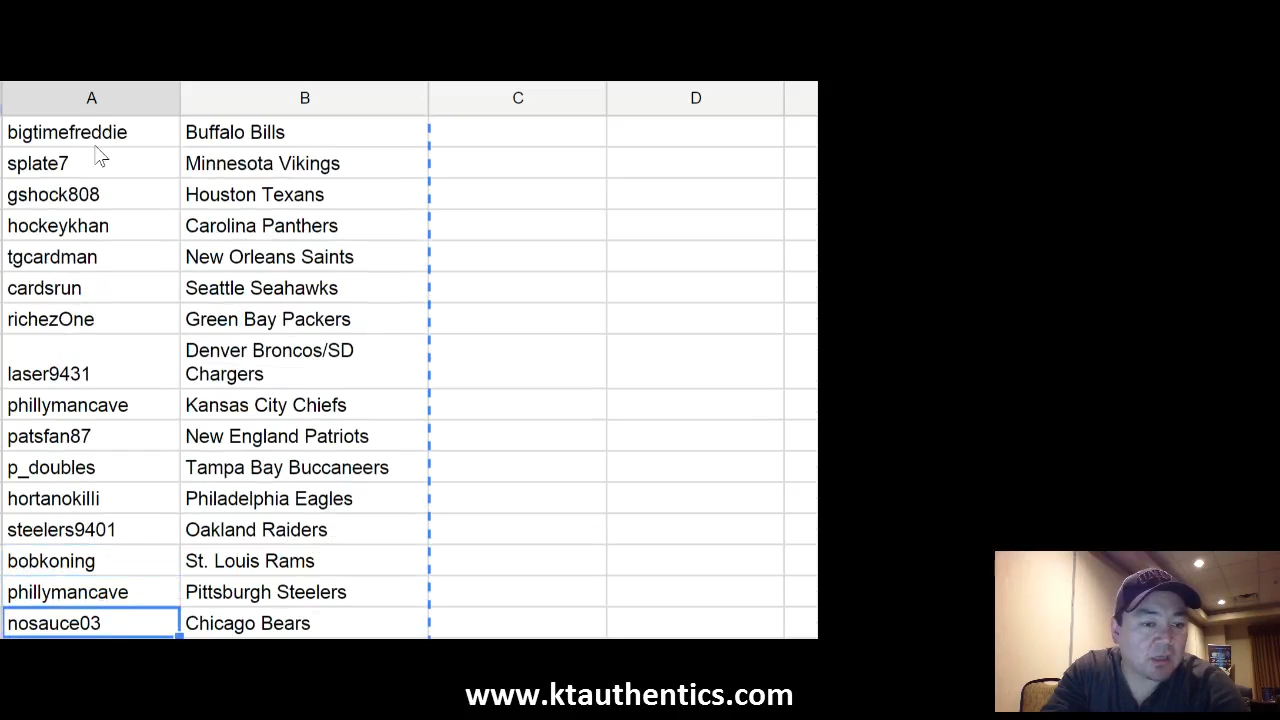 A B C D
bigtimefreddie Buffalo Bills
splate7 Minnesota Vikings
gshock808 Houston Texans
hockeykhan Carolina Panthers
tgcardman New Orleans Saints
cardsrun Seattle Seahawks
richezOne Green Bay Packers
Denver Broncos/SD
laser9431 Chargers
phillymancave Kansas City Chiefs
patsfan87 New England Patriots
p_doubles Tampa Bay Buccaneers
hortanokilli Philadelphia Eagles
steelers9401 Oakland Raiders
bobkoning St. Louis Rams
phillymancave Pittsburgh Steelers
nosauce03 Chicago Bears
www.ktauthentics.com